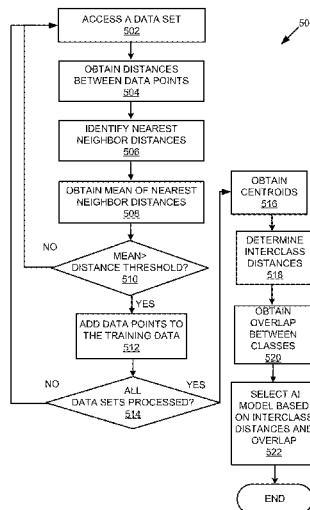 ACCESS A DATA SET
502
OBTAIN DISTANCES
BETWEEN DATA POINTS
504
IDENTIFY NEAREST
NEIGHBOR DISTANCES
506
OBTAIN MEAN OF NEAREST
NEIGHBOR DISTANCES
508
NO
MEAN>
DISTANCE THRESHOLD?
510
YES
ADD DATA POINTS TO
THE TRAINING DATA
512
NO
YES
ALL
DATA SETS PROCESSED?
514
OBTAIN
CENTROIDS
516
DETERMINE
INTERCLASS
DISTANCES
518
OBTAIN
OVERLAP
BETWEEN
CLASSES
520
SELECT AI
MODEL BASED
ON INTERCLASS
DISTANCES AND
OVERLAP
522
END